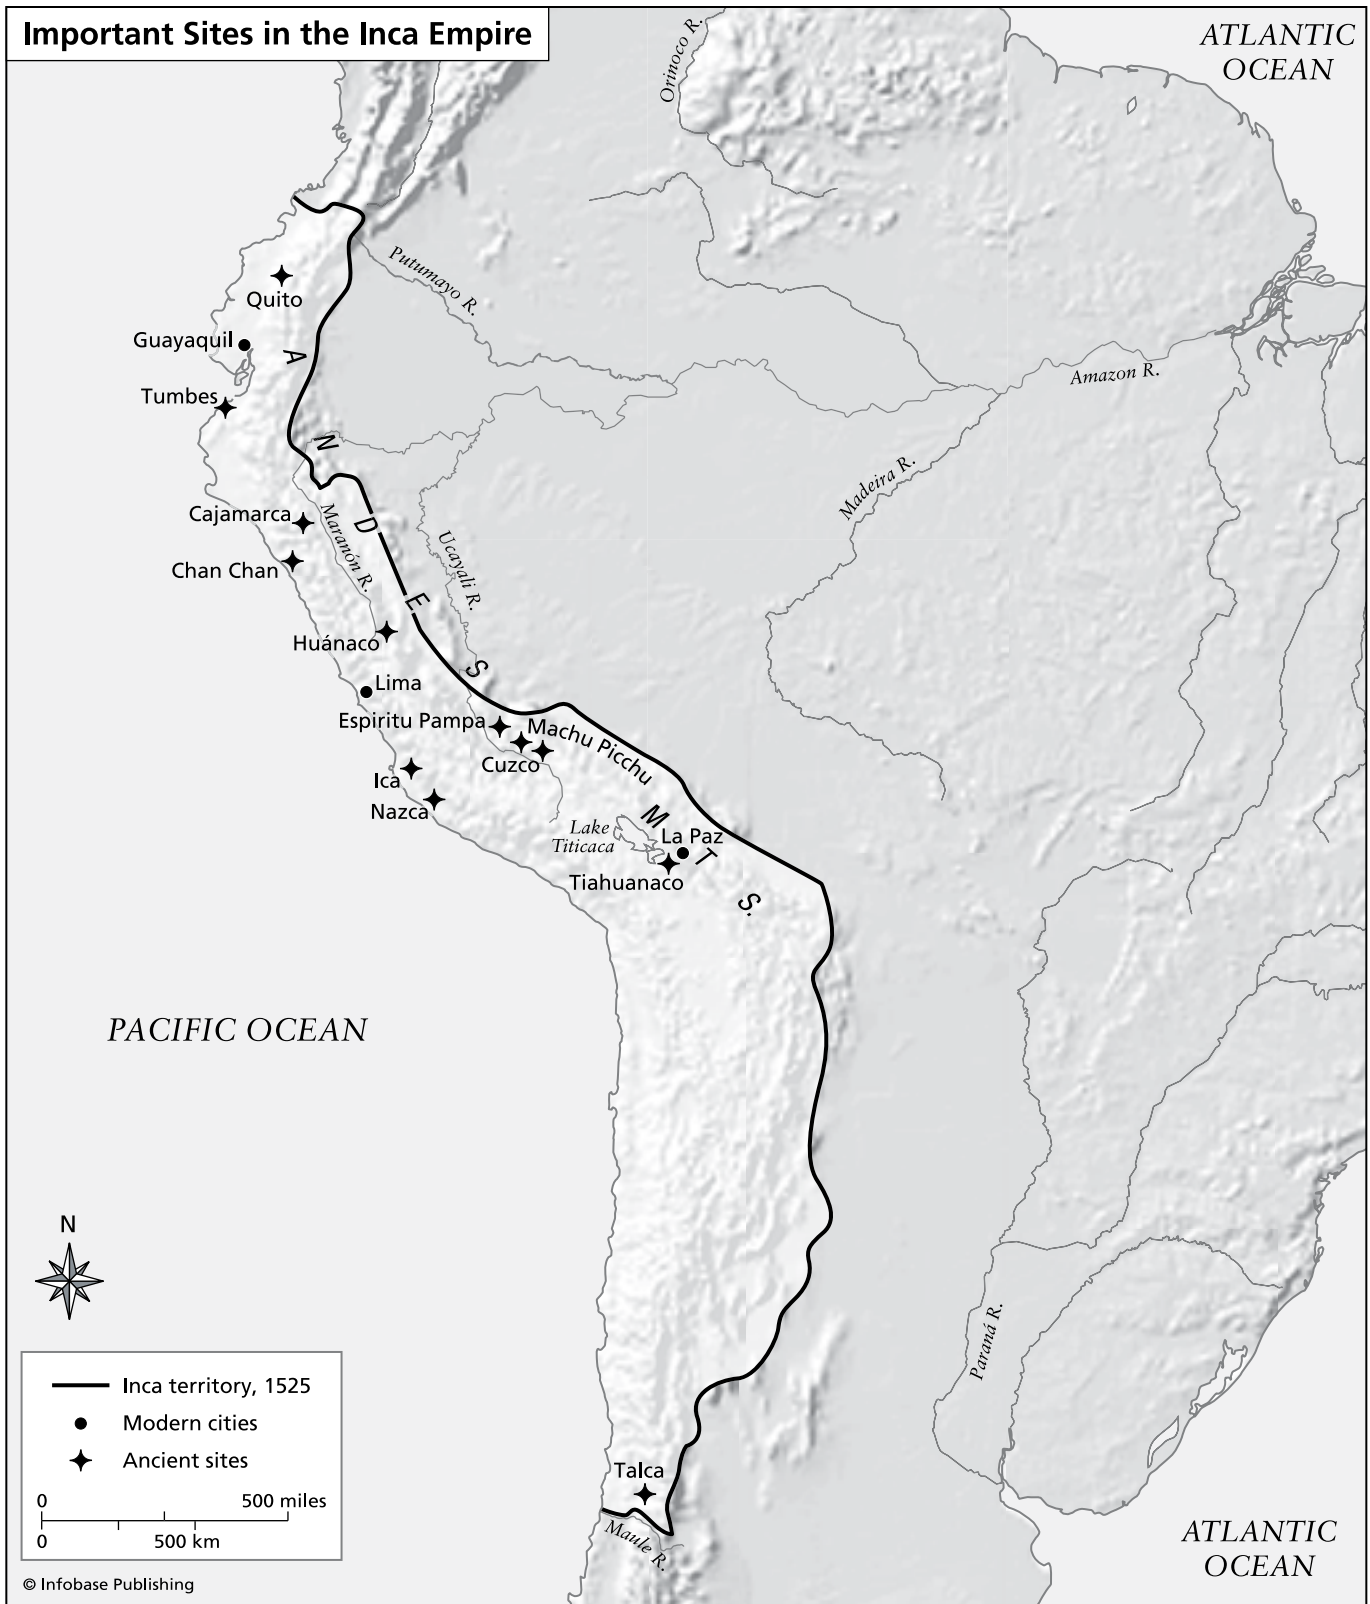 Important Sites in the Inca Empire
ATLANTIC
OCEAN
Orinoco R.
Putumayo R.
Quito
Guayaquil
A
Amazon R.
Tumbes
N
Madeira R.
Cajamarca
D
Marañón R.
Ucayali R.
Chan Chan
E
Huánaco
S
Lima
Espiritu Pampa
Machu Picchu
Cuzco
Ica
Nazca
M
Lake
Titicaca
La Paz
T
Tiahuanaco
S.
PACIFIC OCEAN
N
Paraná R.
Inca territory, 1525
Modern cities
Ancient sites
0 500 miles
0 500 km
Talca
Maule R.
ATLANTIC
OCEAN
© Infobase Publishing